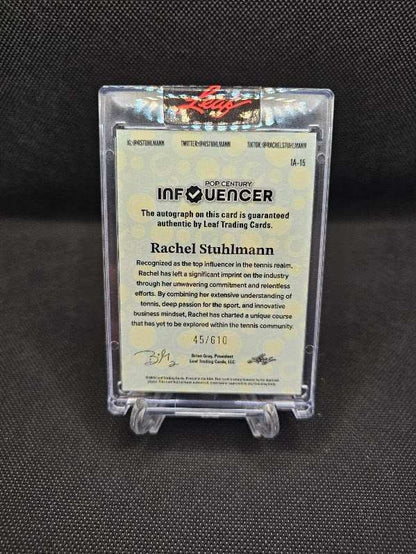 Leaf
IG:@RSTUHLMANN TWITTER:@RSTUHLMANN TIKTOK:@RACHELSTUHLMANN
IA-15
POP CENTURY
INFLUENCER
The autograph on this card is guaranteed
authentic by Leaf Trading Cards.
Rachel Stuhlmann
Recognized as the top influencer in the tennis realm,
Rachel has left a significant imprint on the industry
through her unwavering commitment and relentless
efforts. By combining her extensive understanding of
tennis, deep passion for the sport, and innovative
business mindset, Rachel has charted a unique course
that has yet to be explored within the tennis community.
45/610
Brian Gray, President
Leaf Trading Cards, LLC
Leaf